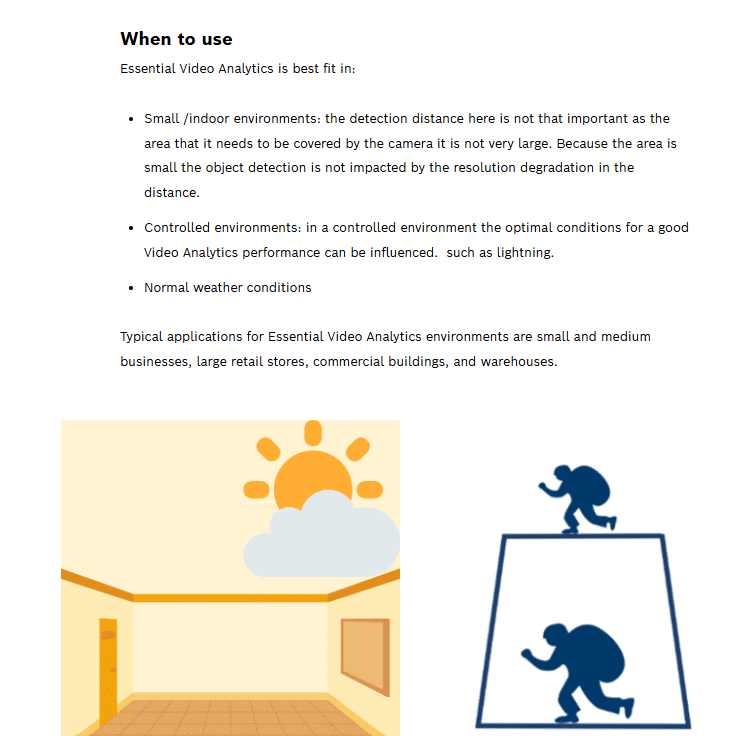 When to use
Essential Video Analytics is best fit in:
• Small /indoor environments: the detection distance here is not that important as the
area that it needs to be covered by the camera it is not very large. Because the area is
small the object detection is not impacted by the resolution degradation in the
distance.
• Controlled environments: in a controlled environment the optimal conditions for a good
Video Analytics performance can be influenced.  such as lightning.
• Normal weather conditions
Typical applications for Essential Video Analytics environments are small and medium
businesses, large retail stores, commercial buildings, and warehouses.